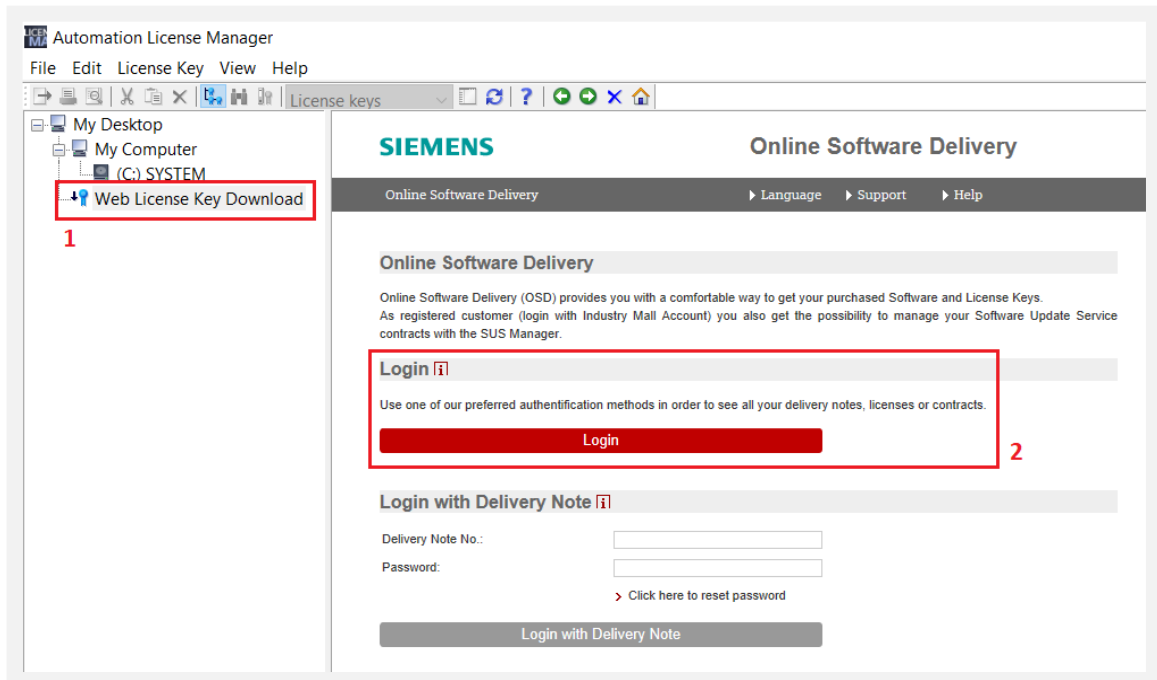 Automation License Manager
File Edit License Key View Help
License keys
My Desktop
My Computer
(C:) SYSTEM
Web License Key Download
1
SIEMENS
Online Software Delivery
Online Software Delivery
Language
Support
Help
Online Software Delivery
Online Software Delivery (OSD) provides you with a comfortable way to get your purchased Software and License Keys.
As registered customer (login with Industry Mall Account) you also get the possibility to manage your Software Update Service
contracts with the SUS Manager.
Login
Use one of our preferred authentification methods in order to see all your delivery notes, licenses or contracts.
Login
2
Login with Delivery Note
Delivery Note No.:
Password:
Click here to reset password
Login with Delivery Note